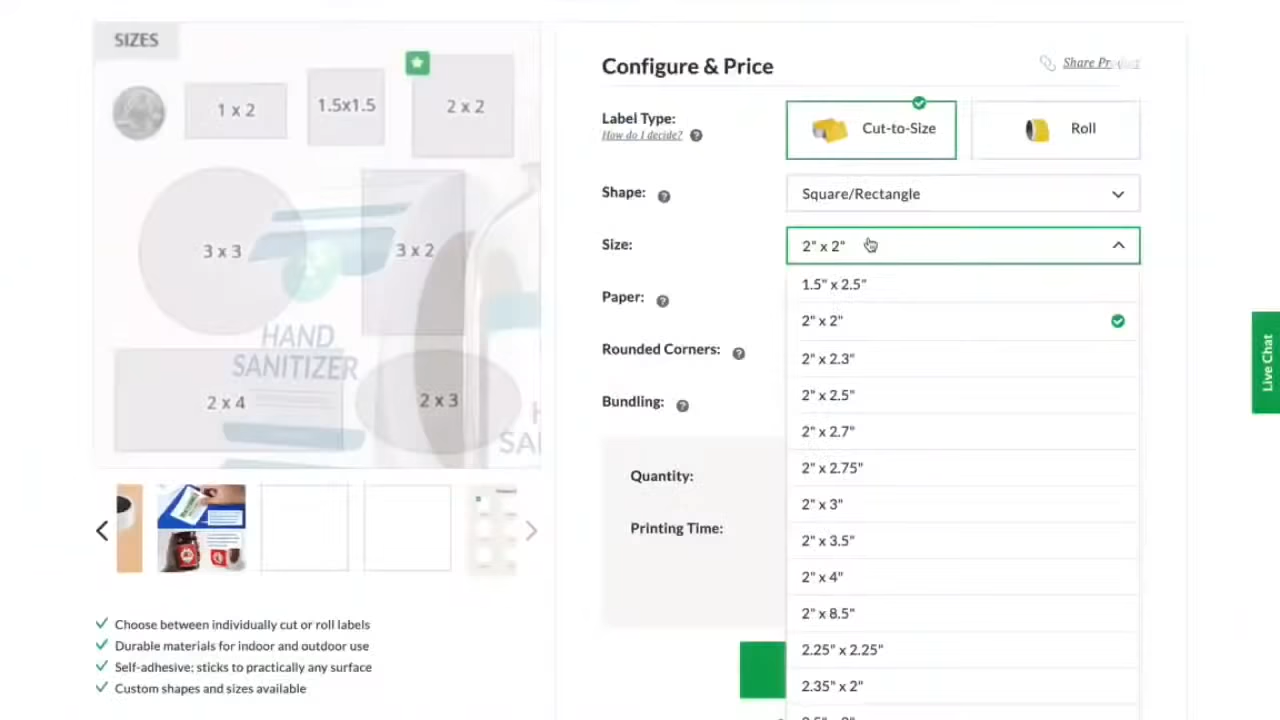 SIZES
1 x 2
1.5x1.5
2 x 2
3 x 3
3 x 2
HAND
SANITIZER
2 x 4
2 x 3
SA
Choose between individually cut or roll labels
Durable materials for indoor and outdoor use
Self-adhesive; sticks to practically any surface
Custom shapes and sizes available
Configure & Price
Share Product
Label Type:
How do I decide?
Cut-to-Size
Roll
Shape:
Square/Rectangle
Size:
2" x 2"
1.5" x 2.5"
2" x 2"
2" x 2.3"
2" x 2.5"
2" x 2.7"
2" x 2.75"
2" x 3"
2" x 3.5"
2" x 4"
2" x 8.5"
2.25" x 2.25"
2.35" x 2"
Paper:
Rounded Corners:
Bundling:
Quantity:
Printing Time:
Live Chat